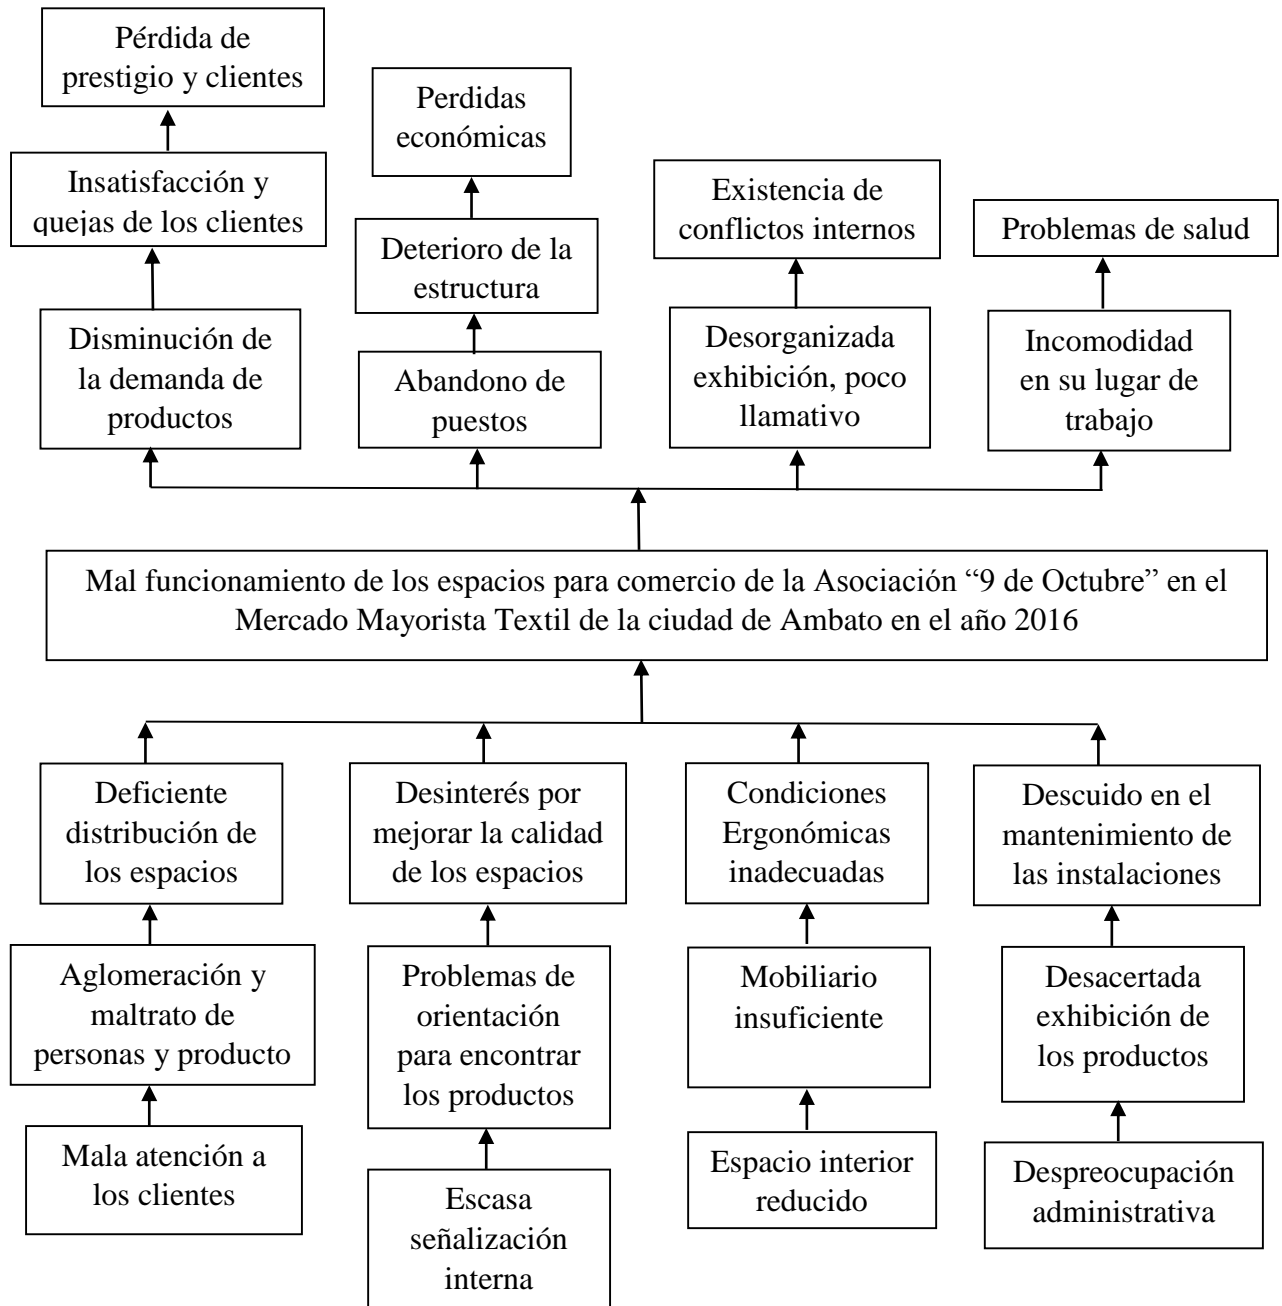 Pérdida de
prestigio y clientes
Perdidas
económicas
Insatisfacción y
quejas de los clientes
Existencia de
conflictos internos
Problemas de salud
Deterioro de la
estructura
Disminución de
la demanda de
productos
Abandono de
puestos
Desorganizada
exhibición, poco
llamativo
Incomodidad
en su lugar de
trabajo
Mal funcionamiento de los espacios para comercio de la Asociación “9 de Octubre” en el
Mercado Mayorista Textil de la ciudad de Ambato en el año 2016
Deficiente
distribución de
los espacios
Desinterés por
mejorar la calidad
de los espacios
Condiciones
Ergonómicas
inadecuadas
Descuido en el
mantenimiento de
las instalaciones
Aglomeración y
maltrato de
personas y producto
Problemas de
orientación
para encontrar
los productos
Mobiliario
insuficiente
Desacertada
exhibición de
los productos
Mala atención a
los clientes
Escasa
señalización
interna
Espacio interior
reducido
Despreocupación
administrativa